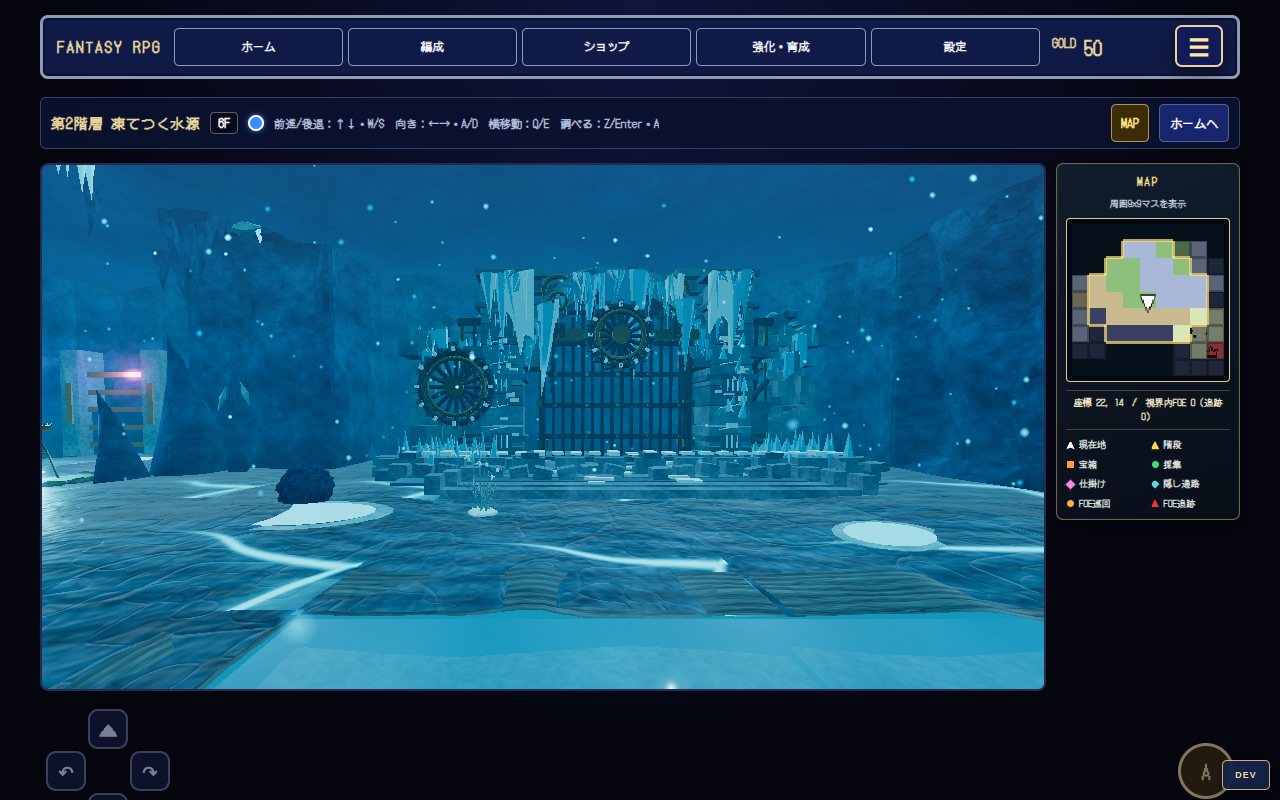 FANTASY RPG
ホーム
編成
ショップ
強化・育成
設定
GOLD 50
第2階層 凍てつく水源
6F
前進/後退：↑↓・W/S 向き：←→・A/D 横移動：Q/E 調べる：Z/Enter・A
MAP
ホームへ
MAP
周囲9x9マスを表示
座標 22, 14 / 視界内FOE 0（追跡
0）
現在地
階段
宝箱
採集
仕掛け
隠し通路
FOE巡回
FOE追跡
A
DEV